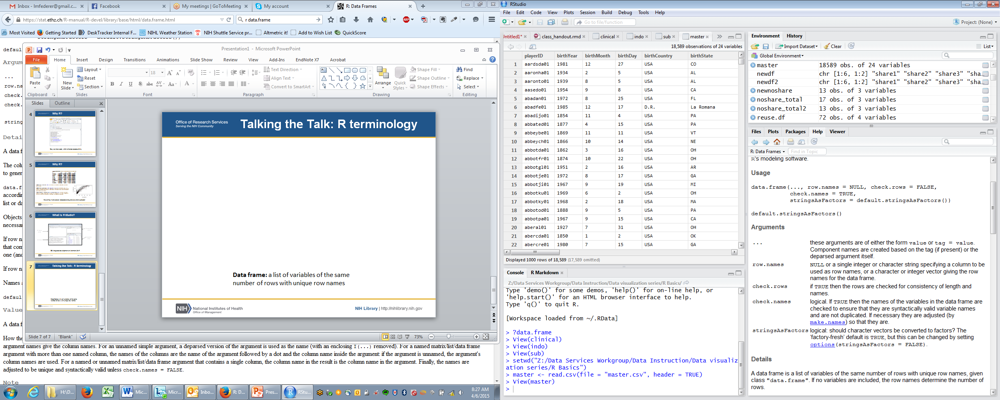 Inbox - lmfederer@gmail.c...
Facebook
My meetings | GoToMeeting
My account
R: Data Frames
https://stat.ethz.ch/R-manual/R-devel/library/base/html/data.frame.html
r data.frame
Most Visited
Getting Started
DeskTracker Internal F...
NIHL Weather Station
NIH Shuttle Service pr...
Altmetric it!
Add to Wish List
QuickScore
defaul
Argum
...
row.na
check.
check.
string
Detai
A data f
The colu
to gener
data.f
accordin
list or da
Objects
necessar
If row n
that com
one (and
If row n
Names a
defaul
Value
A data f
How the
argument names give the column names. For an unnamed simple argument, a deparsed version of the argument is used as the name (with an enclosing I(...) removed). For a named matrix/list/data frame
argument with more than one named column, the names of the columns are the name of the argument followed by a dot and the column name inside the argument: if the argument is unnamed, the argument's
column names are used. For a named or unnamed matrix/list/data frame argument that contains a single column, the column name in the result is the column name in the argument. Finally, the names are
adjusted to be unique and syntactically valid unless check.names = FALSE.
Note
Presentation1 - Microsoft PowerPoint
File Home Insert Design Transitions Animations Slide Show Review View Add-Ins EndNote X7 Acrobat
Paste
Clipboard
New
Slide
Layout
Reset
Section
Slides
18
B I U S abc AV Aa A
Font
Text Direction
Align Text
Convert to SmartArt
Paragraph
Arrange
Quick
Styles
Shape Fill
Shape Outline
Shape Effects
Drawing
Find
Replace
Select
Editing
Slides
Outline
4
Why R?
5
Why R?
6
What is R Studio?
7
Talking the Talk: R terminology
Data frame: a list of variables of the same
number of rows with unique row names
Office of Research Services
Serving the NIH Community
Talking the Talk: R terminology
Data frame: a list of variables of the same
number of rows with unique row names
NIH
National Institutes of Health
Office of Management
NIH Library | http://nihlibrary.nih.gov
Slide 7 of 7
"Blank"
73%
H:\D...
Mic...
Micr...
Inbo...
R: D...
Pres...
RStu...
8:27 AM
4/6/2015
RStudio
File Edit Code View Plots Session Build Debug Tools Help
Go to file/function
Project: (None)
Untitled1*
class_handout.rmd
clinical
indo
sub
master
18,589 observations of 24 variables
playerID birthYear birthMonth birthDay birthCountry birthState
1 aardsda01 1981 12 27 USA CO
2 aaronha01 1934 2 5 USA AL
3 aaronto01 1939 8 5 USA AL
4 aasedo01 1954 9 8 USA CA
5 abadan01 1972 8 25 USA FL
6 abadfe01 1985 12 17 D.R. La Romana
7 abadijo01 1854 11 4 USA PA
8 abbated01 1877 4 15 USA PA
9 abbeybe01 1869 11 11 USA VT
10 abbeych01 1866 10 14 USA NE
11 abbotda01 1862 3 16 USA OH
12 abbotfr01 1874 10 22 USA OH
13 abbotgl01 1951 2 16 USA AR
14 abbotje01 1972 8 17 USA GA
15 abbotji01 1967 9 19 USA MI
16 abbotku01 1969 6 2 USA OH
17 abbotky01 1968 2 18 USA MA
18 abbotod01 1888 9 5 USA PA
19 abbotpa01 1967 9 15 USA CA
20 aberal01 1927 7 31 USA OH
21 abercda01 1850 1 2 USA OK
22 abercre01 1980 7 15 USA GA
Displayed 1000 rows of 18,589 (17,589 omitted)
Console
R Markdown
Z:/Data Services Workgroup/Data Instruction/Data visualization series/R Basics/
Type 'demo()' for some demos, 'help()' for on-line help, or
'help.start()' for an HTML browser interface to help.
Type 'q()' to quit R.
[Workspace loaded from ~/.RData]
> ?data.frame
> View(clinical)
> View(indo)
> View(sub)
> setwd("Z:/Data Services Workgroup/Data Instruction/Data visualiz
ation series/R Basics")
> master <- read.csv(file = "master.csv", header = TRUE)
> View(master)
>
Environment
History
Import Dataset
Clear
List
Global Environment
master 18589 obs. of 24 variables
newdf chr [1:6, 1:2] "share1" "share2" "share3" "sha...
newdf2 chr [1:6, 1:2] "share1" "share2" "share3" "sha...
newnoshare 13 obs. of 3 variables
noshare_total 17 obs. of 3 variables
noshare_total2 13 obs. of 3 variables
reuse.df 72 obs. of 4 variables
Files Plots Packages Help Viewer
R: Data Frames
Find in Topic
R's modeling software.
Usage
data.frame(..., row.names = NULL, check.rows = FALSE,
check.names = TRUE,
stringsAsFactors = default.stringsAsFactors())
default.stringsAsFactors()
Arguments
... these arguments are of either the form value or tag = value.
Component names are created based on the tag (if present) or the
deparsed argument itself.
row.names NULL or a single integer or character string specifying a column to be
used as row names, or a character or integer vector giving the row
names for the data frame.
check.rows if TRUE then the rows are checked for consistency of length and
names.
check.names logical. If TRUE then the names of the variables in the data frame are
checked to ensure that they are syntactically valid variable names
and are not duplicated. If necessary they are adjusted (by
make.names) so that they are.
stringsAsFactors logical: should character vectors be converted to factors? The
'factory-fresh' default is TRUE, but this can be changed by setting
options(stringsAsFactors = FALSE).
Details
A data frame is a list of variables of the same number of rows with unique row names, given
class "data.frame". If no variables are included, the row names determine the number of
rows.